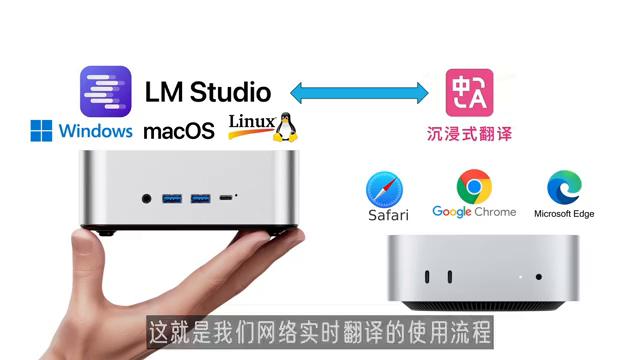 LM Studio
中 A
沉浸式翻译
Windows
macOS
Linux
Safari
Google Chrome
Microsoft Edge
这就是我们网络实时翻译的使用流程